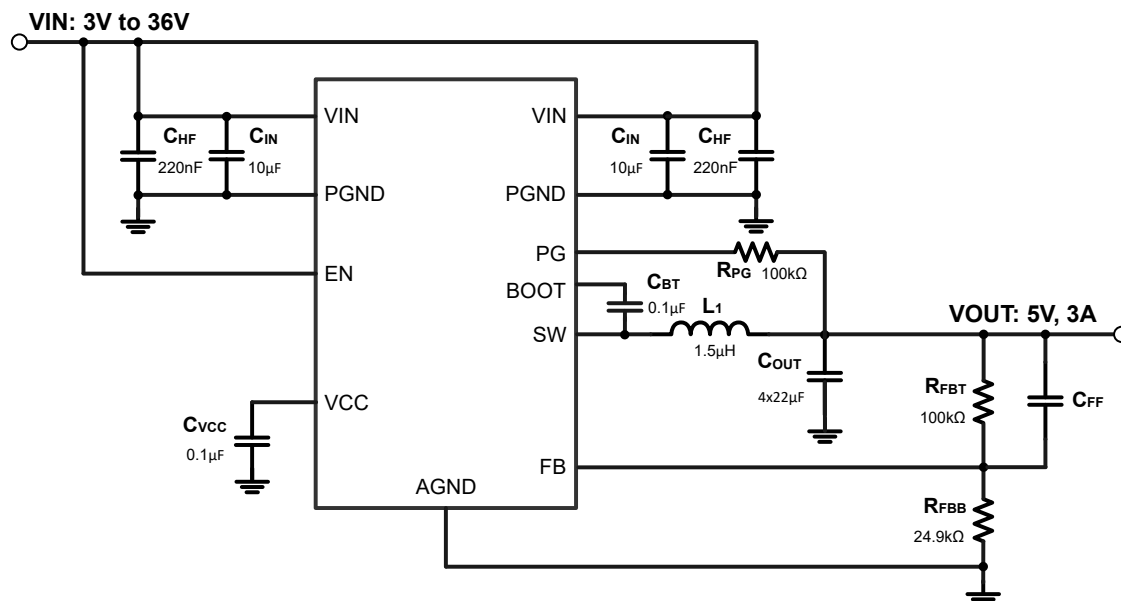 VIN: 3V to 36V
VIN
VIN
CHF
220nF
CIN
10µF
CIN
10µF
CHF
220nF
PGND
PGND
PG
RPG
100kΩ
EN
BOOT
CBT
0.1µF
SW
L1
1.5µH
VOUT: 5V, 3A
COUT
4x22µF
RFBT
100kΩ
CFF
VCC
CVCC
0.1µF
FB
AGND
RFBB
24.9kΩ